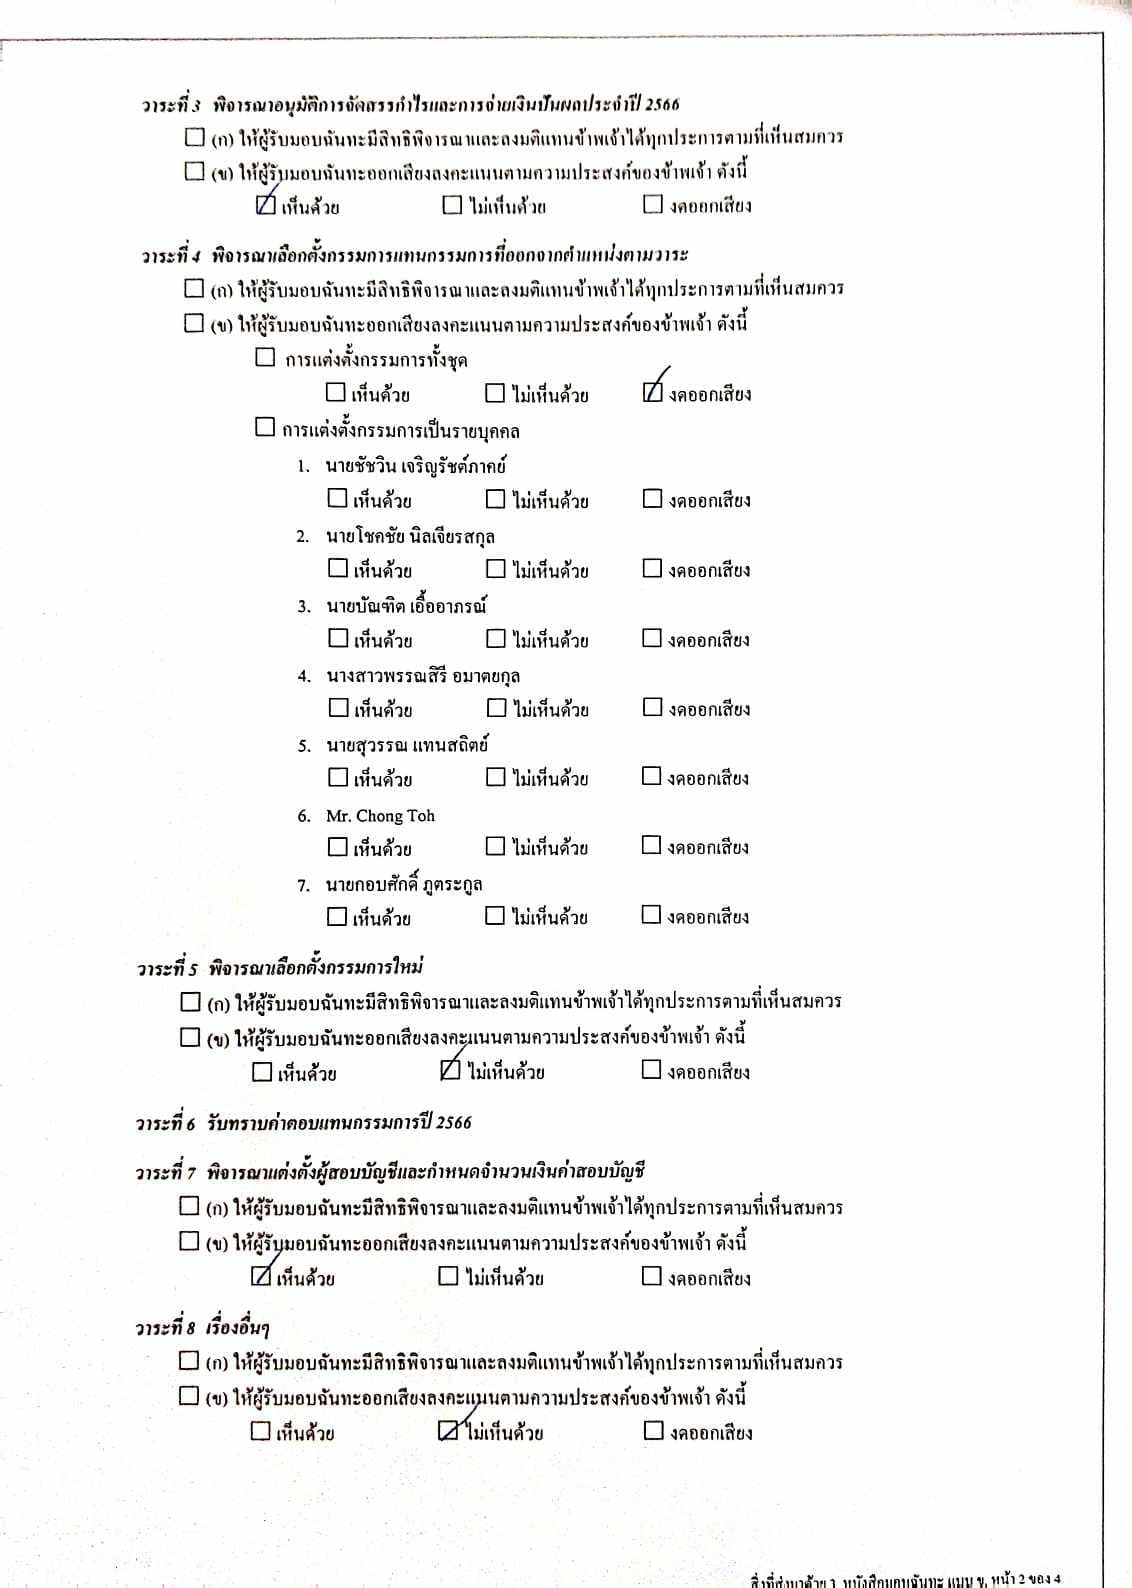 วาระที่ 3 พิจารณาอนุมัติการจัดสรรกำไรและการจ่ายเงินปันผลประจำปี 2566
(ก) ให้ผู้รับมอบฉันทะมีสิทธิพิจารณาและลงมติแทนข้าพเจ้าได้ทุกประการตามที่เห็นสมควร
(ข) ให้ผู้รับมอบฉันทะออกเสียงลงคะแนนตามความประสงค์ของข้าพเจ้า ดังนี้
เห็นด้วย ไม่เห็นด้วย งดออกเสียง
วาระที่ 4 พิจารณาเลือกตั้งกรรมการแทนกรรมการที่ออกจากตำแหน่งตามวาระ
(ก) ให้ผู้รับมอบฉันทะมีสิทธิพิจารณาและลงมติแทนข้าพเจ้าได้ทุกประการตามที่เห็นสมควร
(ข) ให้ผู้รับมอบฉันทะออกเสียงลงคะแนนตามความประสงค์ของข้าพเจ้า ดังนี้
การแต่งตั้งกรรมการทั้งชุด
เห็นด้วย ไม่เห็นด้วย งดออกเสียง
การแต่งตั้งกรรมการเป็นรายบุคคล
1. นายชัชวิน เจริญรัชต์ภาคย์
เห็นด้วย ไม่เห็นด้วย งดออกเสียง
2. นายโชคชัย นิลเจียรสกุล
เห็นด้วย ไม่เห็นด้วย งดออกเสียง
3. นายบัณฑิต เอื้ออาภรณ์
เห็นด้วย ไม่เห็นด้วย งดออกเสียง
4. นางสาวพรรณสิรี อมาตยกุล
เห็นด้วย ไม่เห็นด้วย งดออกเสียง
5. นายสุวรรณ แทนสถิตย์
เห็นด้วย ไม่เห็นด้วย งดออกเสียง
6. Mr. Chong Toh
เห็นด้วย ไม่เห็นด้วย งดออกเสียง
7. นายกอบศักดิ์ ภูตระกูล
เห็นด้วย ไม่เห็นด้วย งดออกเสียง
วาระที่ 5 พิจารณาเลือกตั้งกรรมการใหม่
(ก) ให้ผู้รับมอบฉันทะมีสิทธิพิจารณาและลงมติแทนข้าพเจ้าได้ทุกประการตามที่เห็นสมควร
(ข) ให้ผู้รับมอบฉันทะออกเสียงลงคะแนนตามความประสงค์ของข้าพเจ้า ดังนี้
เห็นด้วย ไม่เห็นด้วย งดออกเสียง
วาระที่ 6 รับทราบค่าตอบแทนกรรมการปี 2566
วาระที่ 7 พิจารณาแต่งตั้งผู้สอบบัญชีและกำหนดจำนวนเงินค่าสอบบัญชี
(ก) ให้ผู้รับมอบฉันทะมีสิทธิพิจารณาและลงมติแทนข้าพเจ้าได้ทุกประการตามที่เห็นสมควร
(ข) ให้ผู้รับมอบฉันทะออกเสียงลงคะแนนตามความประสงค์ของข้าพเจ้า ดังนี้
เห็นด้วย ไม่เห็นด้วย งดออกเสียง
วาระที่ 8 เรื่องอื่นๆ
(ก) ให้ผู้รับมอบฉันทะมีสิทธิพิจารณาและลงมติแทนข้าพเจ้าได้ทุกประการตามที่เห็นสมควร
(ข) ให้ผู้รับมอบฉันทะออกเสียงลงคะแนนตามความประสงค์ของข้าพเจ้า ดังนี้
เห็นด้วย ไม่เห็นด้วย งดออกเสียง
สิ่งที่ส่งมาด้วย 3 หนังสือมอบฉันทะ แบบ ข, หน้า 2 ของ 4